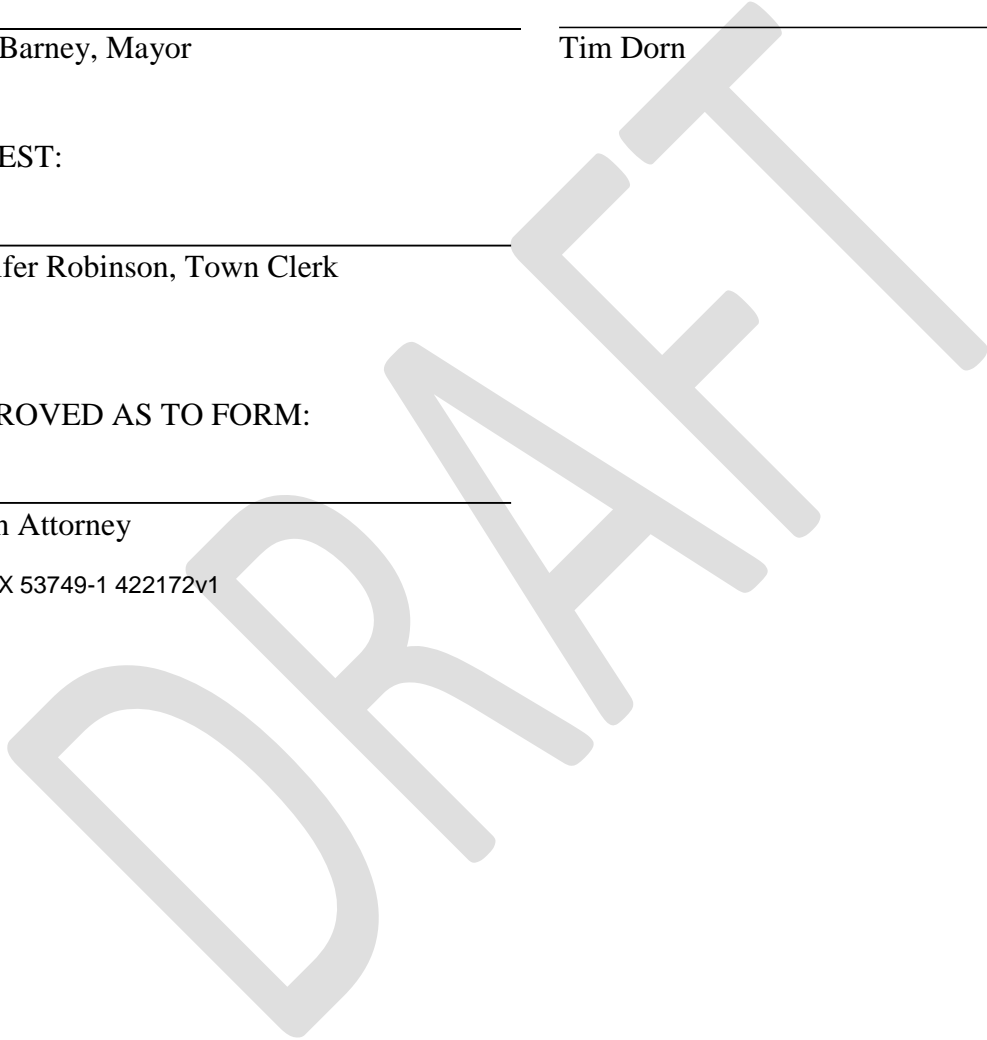 Barney, Mayor Tim Dorn
EST:
ifer Robinson, Town Clerk
ROVED AS TO FORM:
n Attorney
X 53749-1 422172v1
DRAFT